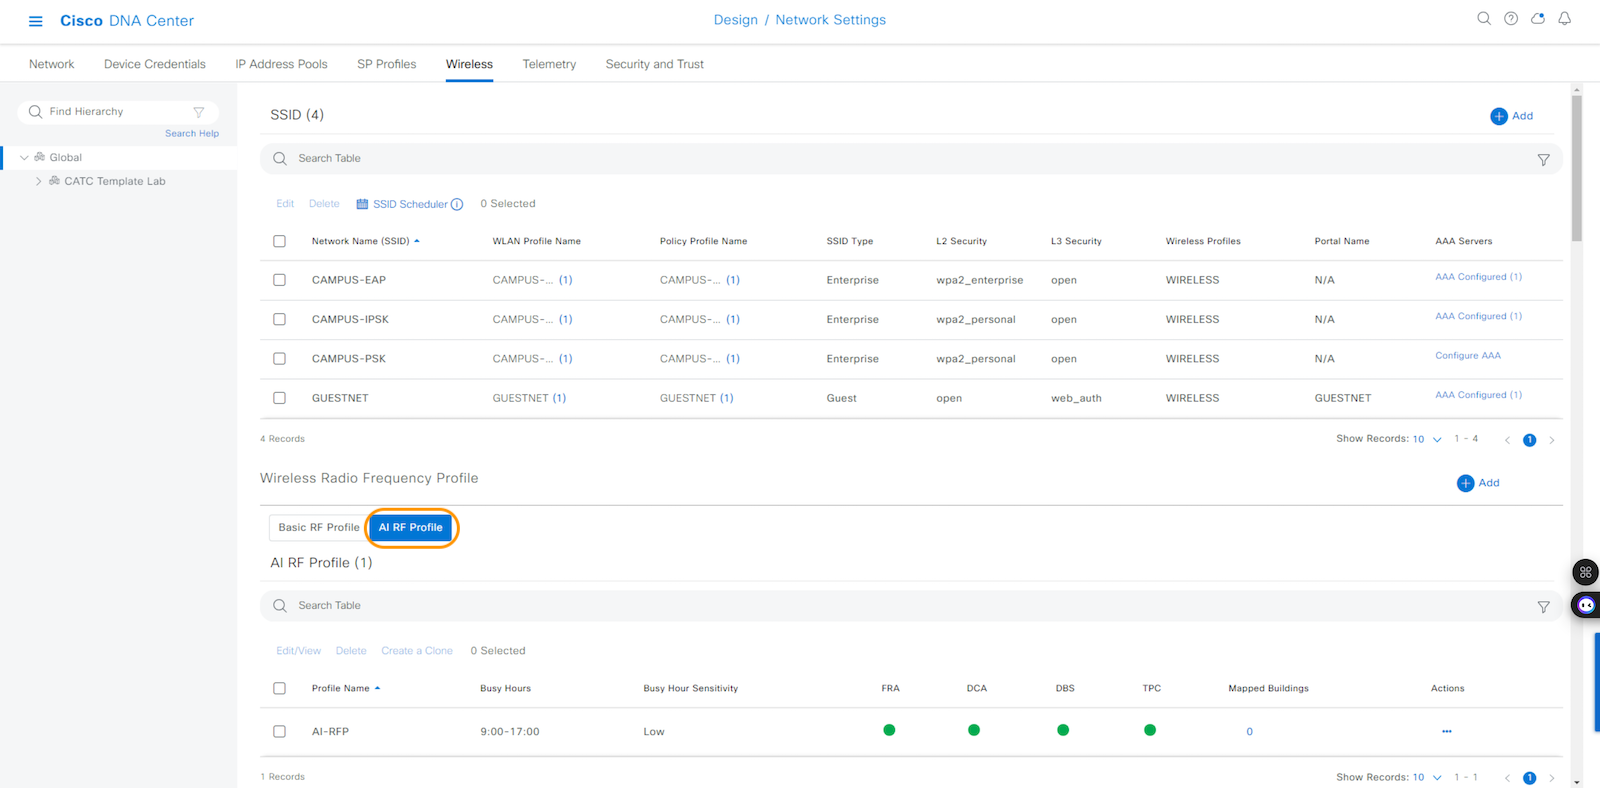 Cisco DNA Center
Design / Network Settings
Network Device Credentials IP Address Pools SP Profiles Wireless Telemetry Security and Trust
Find Hierarchy
Search Help
Global
CATC Template Lab
SSID (4)
Add
Search Table
Edit Delete SSID Scheduler 0 Selected
Network Name (SSID) WLAN Profile Name Policy Profile Name SSID Type L2 Security L3 Security Wireless Profiles Portal Name AAA Servers
CAMPUS-EAP CAMPUS-... (1) CAMPUS-... (1) Enterprise wpa2_enterprise open WIRELESS N/A AAA Configured (1)
CAMPUS-IPSK CAMPUS-... (1) CAMPUS-... (1) Enterprise wpa2_personal open WIRELESS N/A AAA Configured (1)
CAMPUS-PSK CAMPUS-... (1) CAMPUS-... (1) Enterprise wpa2_personal open WIRELESS N/A Configure AAA
GUESTNET GUESTNET (1) GUESTNET (1) Guest open web_auth WIRELESS GUESTNET AAA Configured (1)
4 Records
Show Records: 10 1 - 4 1
Wireless Radio Frequency Profile
Add
Basic RF Profile AI RF Profile
AI RF Profile (1)
Search Table
Edit/View Delete Create a Clone 0 Selected
Profile Name Busy Hours Busy Hour Sensitivity FRA DCA DBS TPC Mapped Buildings Actions
AI-RFP 9:00-17:00 Low 0 ...
1 Records
Show Records: 10 1 - 1 1